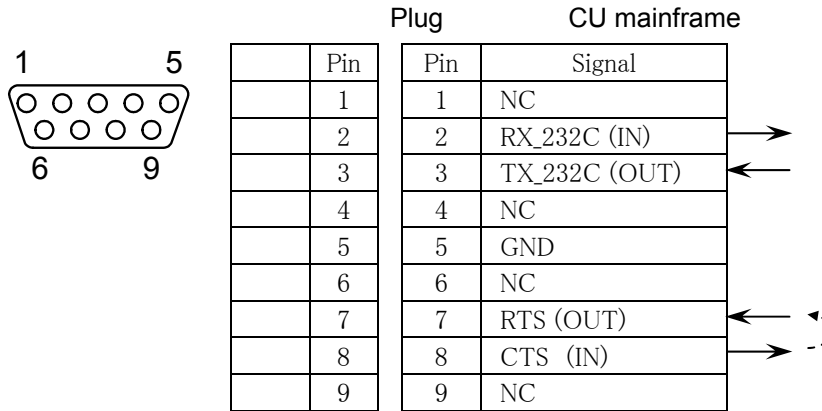 Plug CU mainframe
1 5
6 9
Pin Pin Signal
1 1 NC
2 2 RX_232C (IN)
3 3 TX_232C (OUT)
4 4 NC
5 5 GND
6 6 NC
7 7 RTS (OUT)
8 8 CTS (IN)
9 9 NC